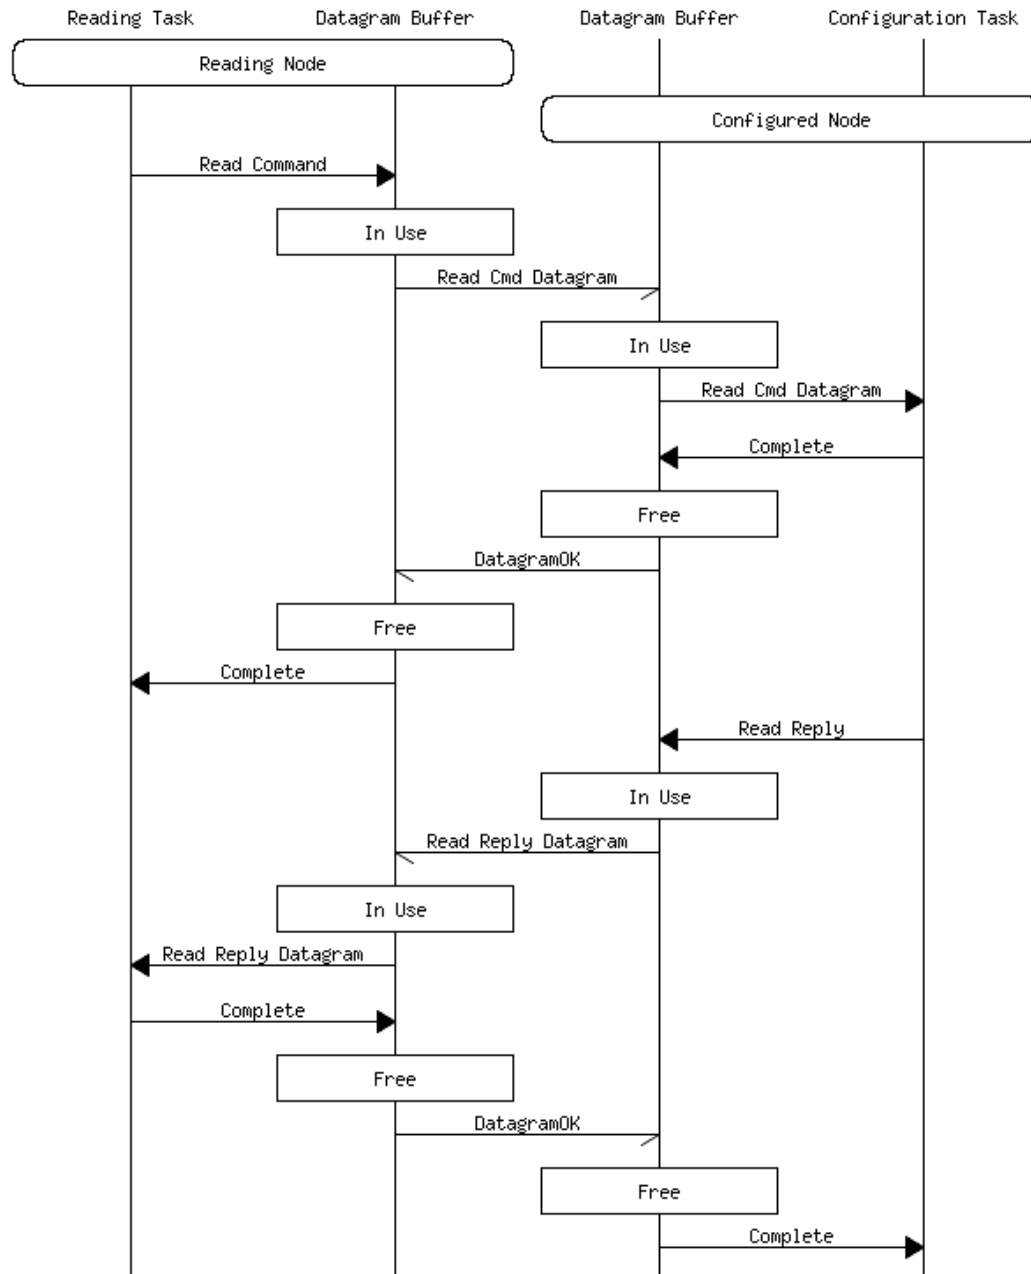 Reading Task
Datagram Buffer
Datagram Buffer
Configuration Task
Reading Node
Configured Node
Read Command
In Use
Read Cmd Datagram
In Use
Read Cmd Datagram
Complete
Free
DatagramOK
Free
Complete
Read Reply
In Use
Read Reply Datagram
In Use
Read Reply Datagram
Complete
Free
DatagramOK
Free
Complete